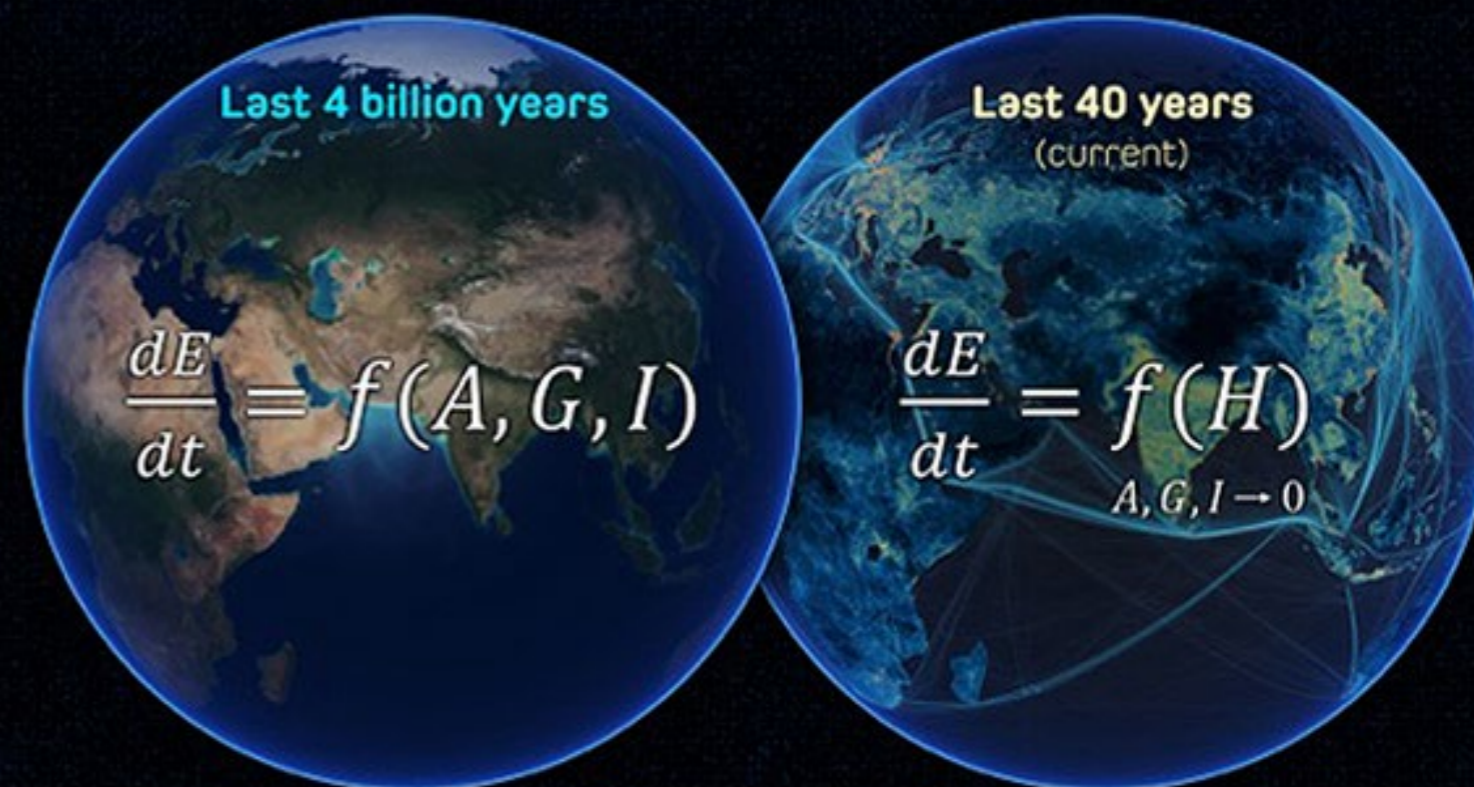 Last 4 billion years
dE/dt = f(A, G, I)
Last 40 years
(current)
dE/dt = f(H)
A, G, I → 0